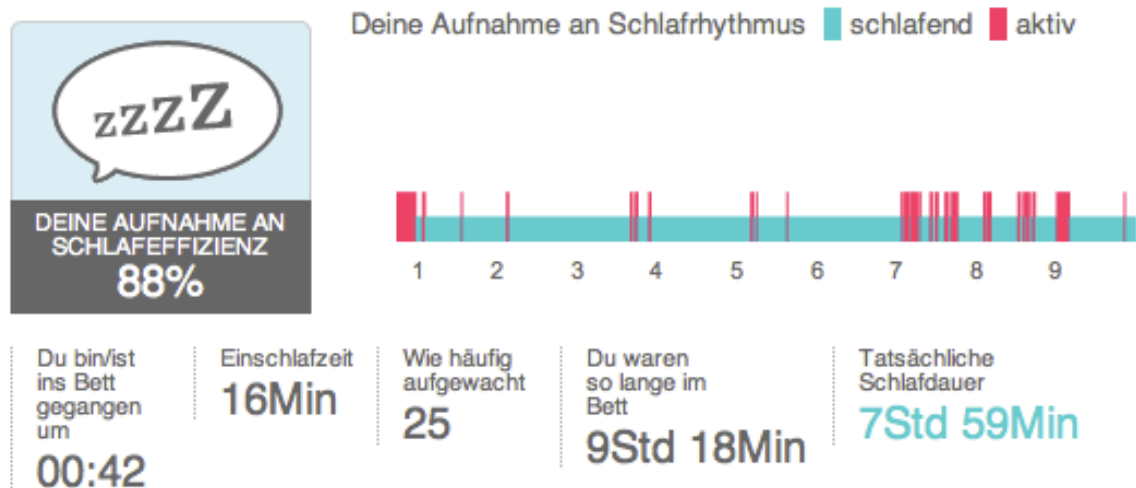 Deine Aufnahme an Schlafrhythmus schlafend aktiv
zzzZ
DEINE AUFNAHME AN
SCHLAFEFFIZIENZ
88%
1 2 3 4 5 6 7 8 9
Du bin/ist
ins Bett
gegangen
um
00:42
Einschlafzeit
16Min
Wie häufig
aufgewacht
25
Du waren
so lange im
Bett
9Std 18Min
Tatsächliche
Schlafdauer
7Std 59Min